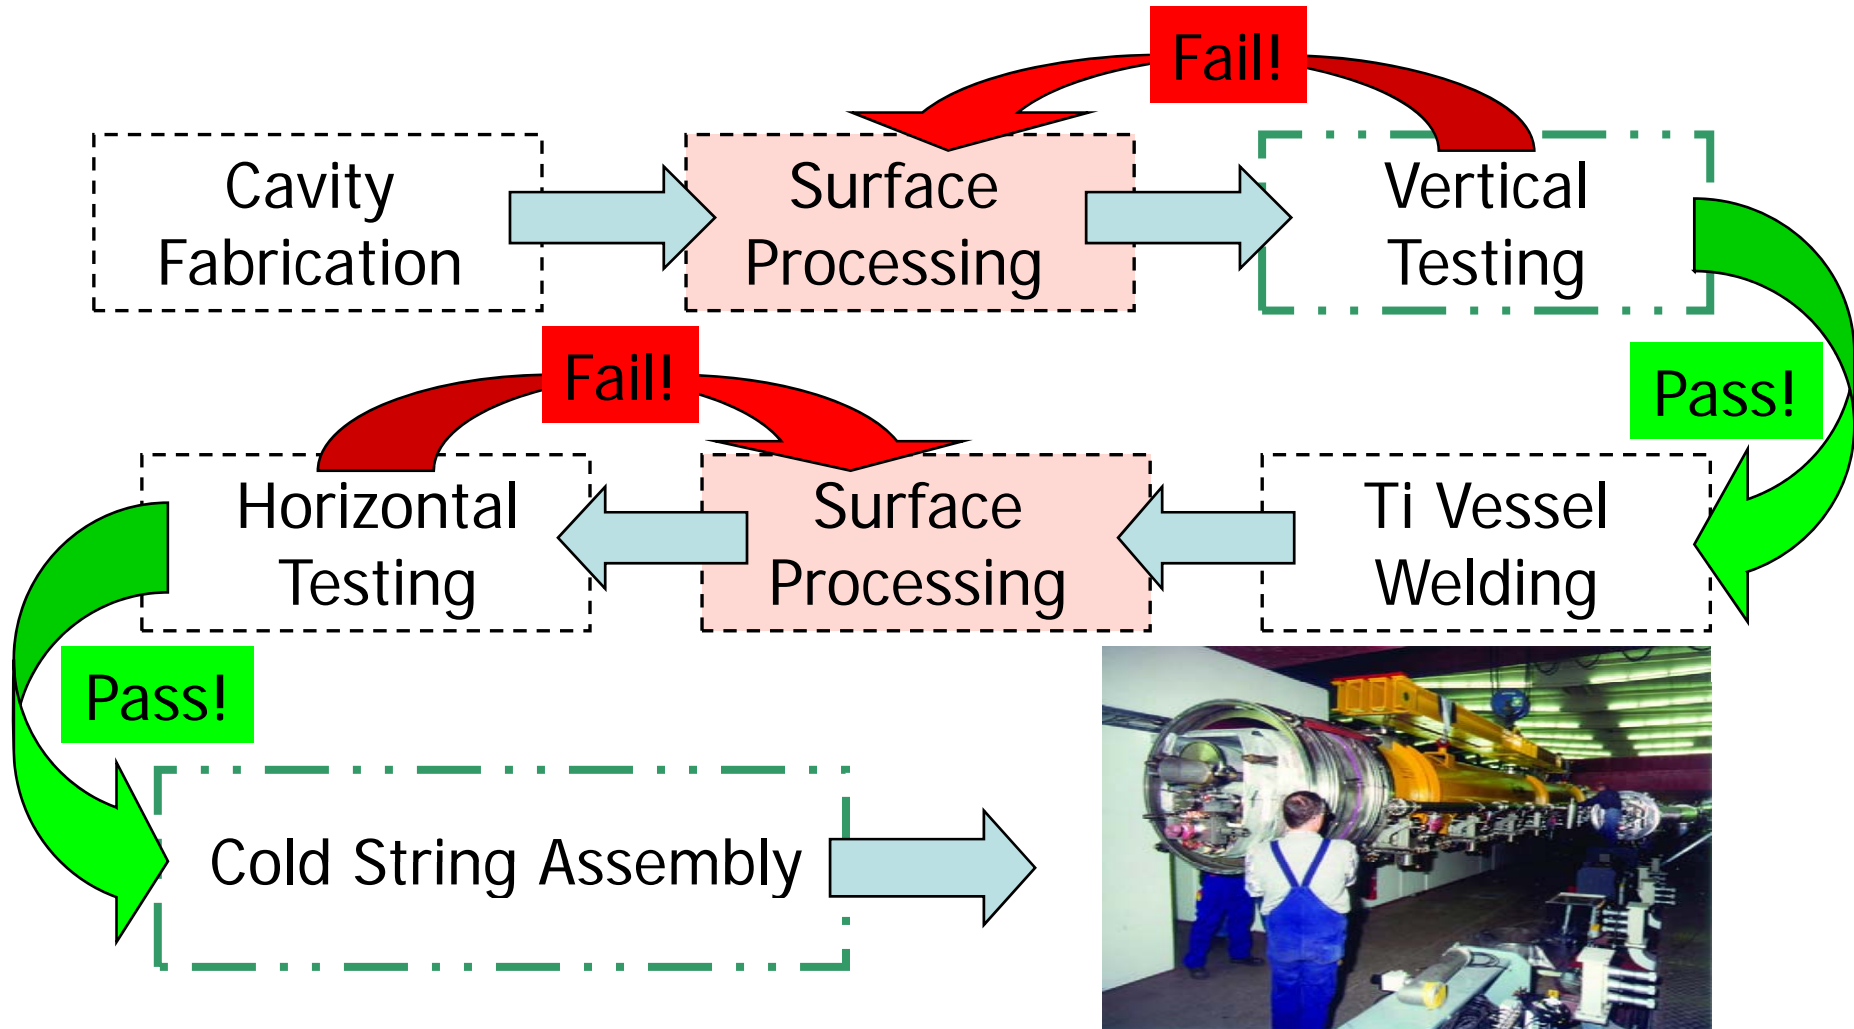 Fail!
Cavity
Fabrication
Surface
Processing
Vertical
Testing
Fail!
Pass!
Horizontal
Testing
Surface
Processing
Ti Vessel
Welding
Pass!
Cold String Assembly